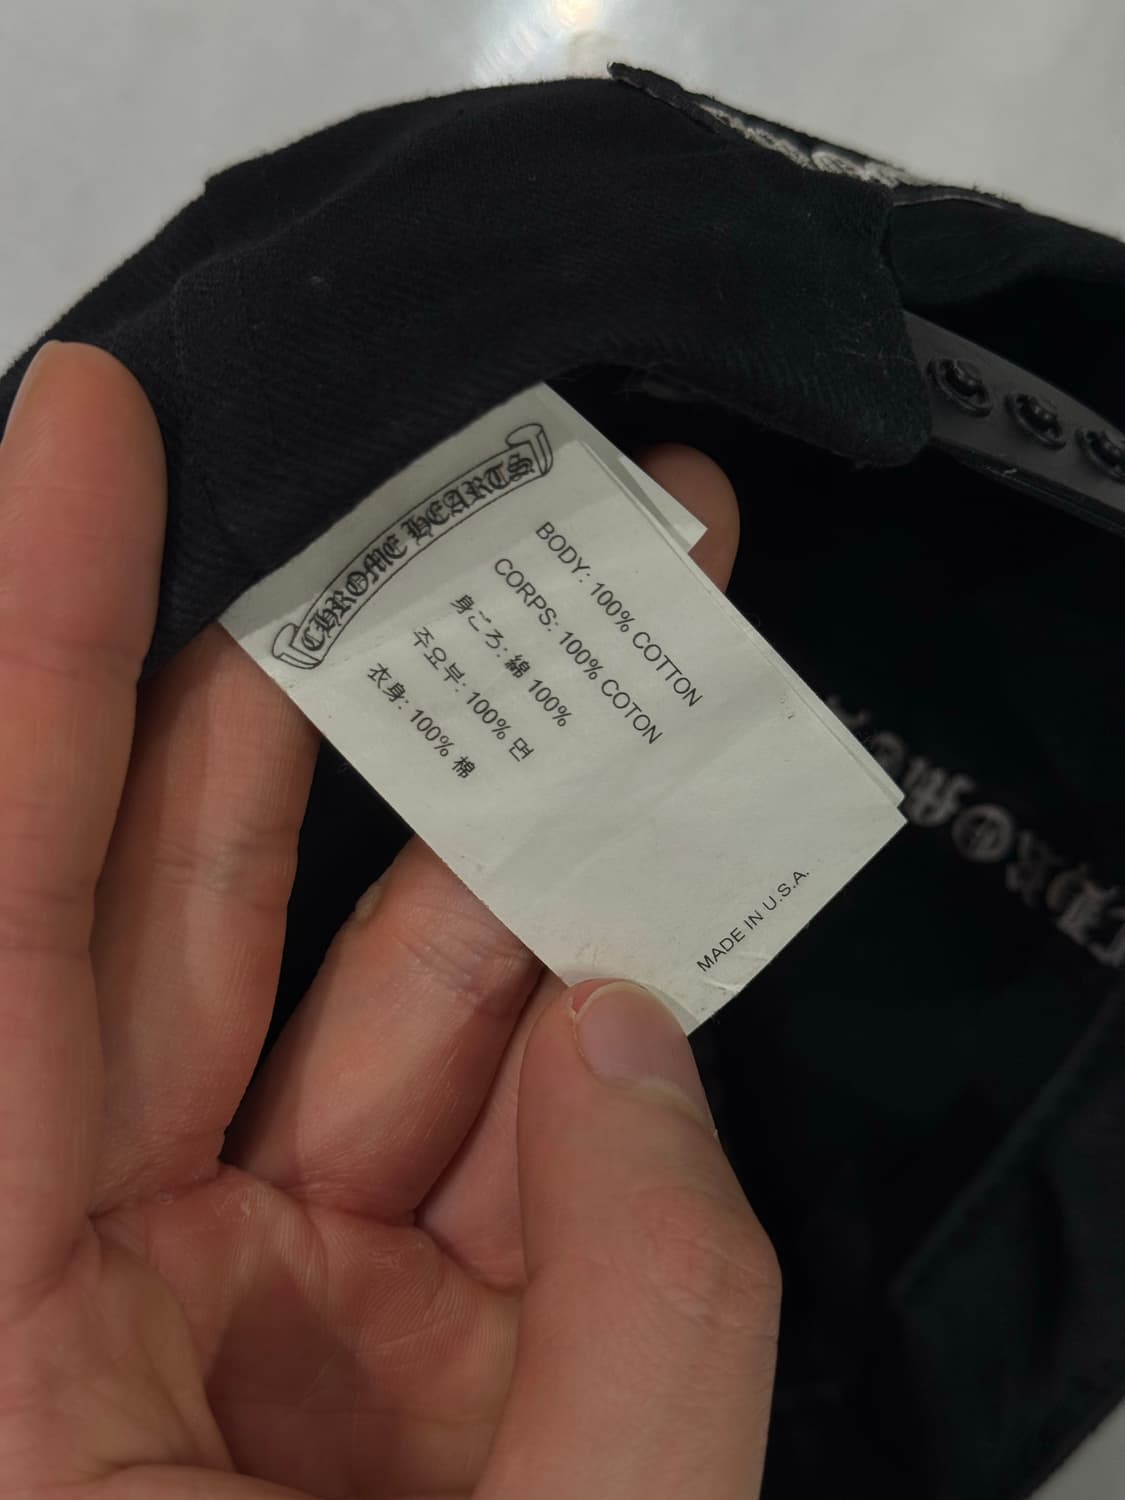 CHROME HEARTS
BODY: 100% COTTON
CORPS: 100% COTON
身ごろ: 綿 100%
주요부: 100% 면
衣身: 100% 棉
MADE IN U.S.A.